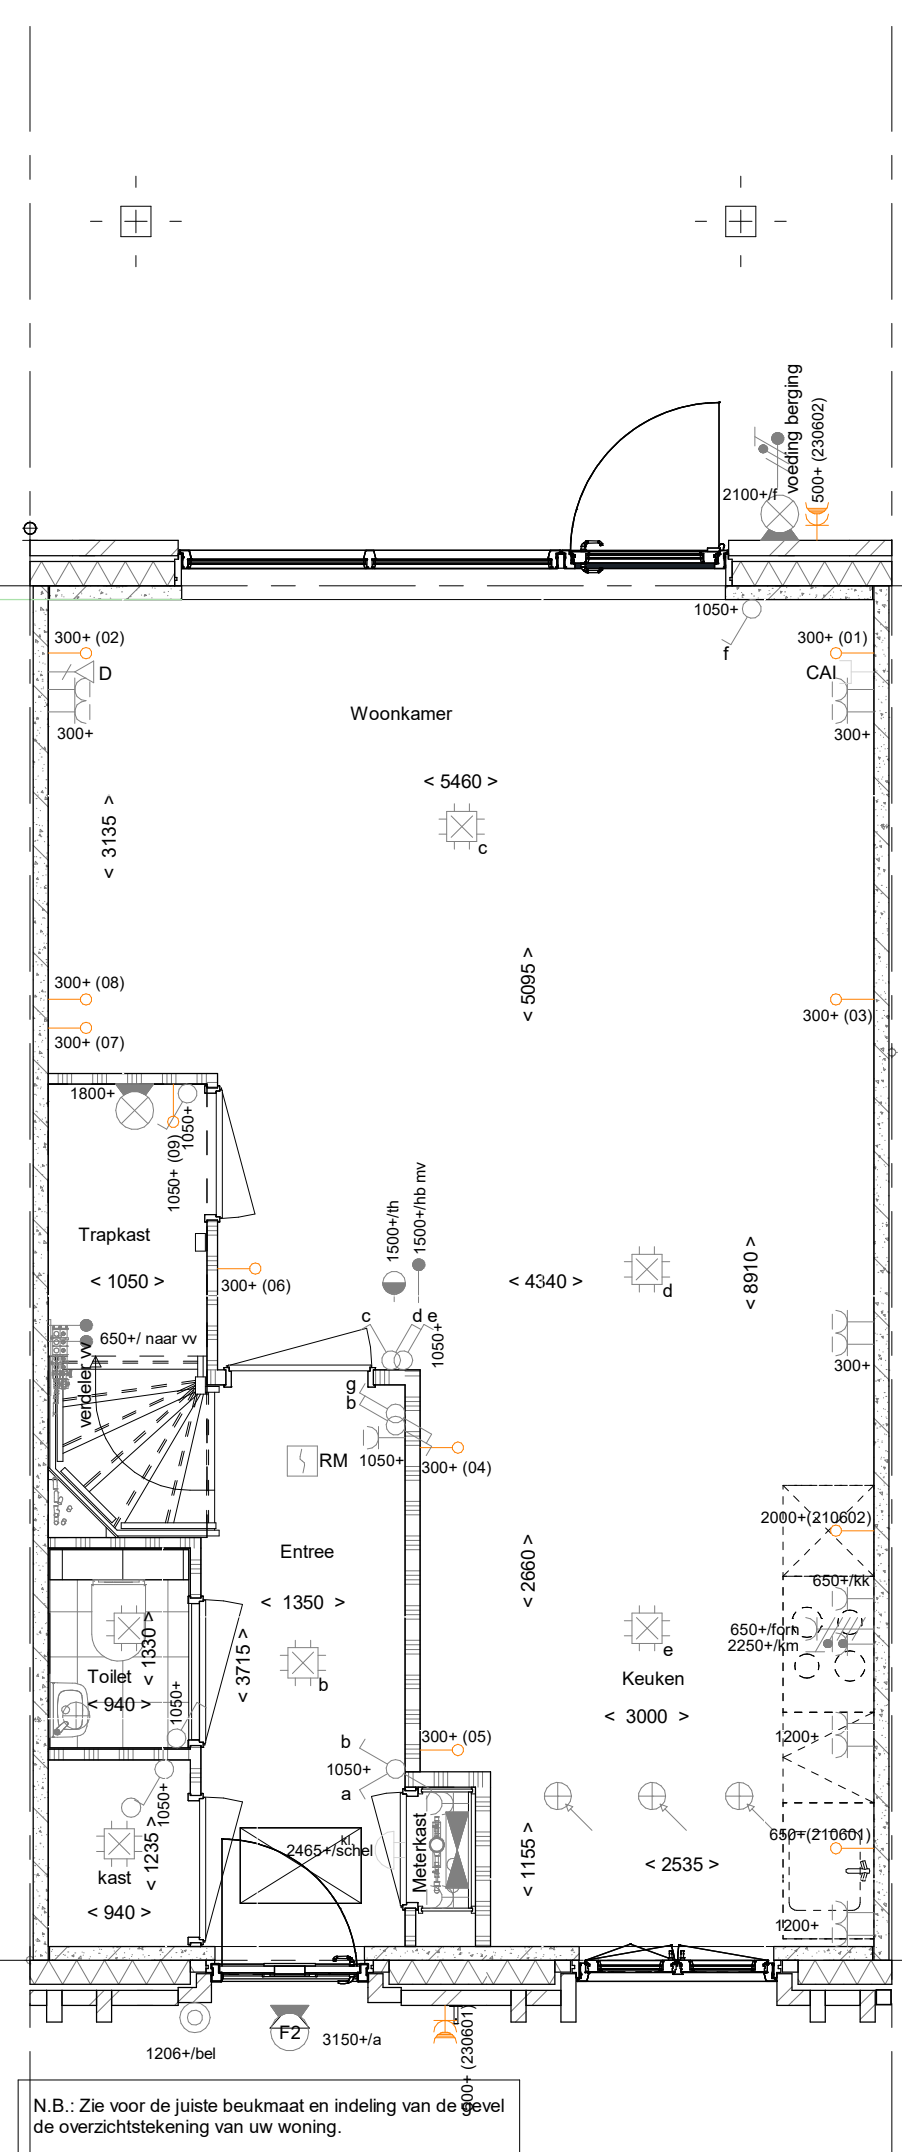 voeding berging
500+ (230602)
2100+/f
1050+
f
300+ (02)
D
300+
300+ (01)
CAI
300+
Woonkamer
< 5460 >
c
< 3135 >
< 5095 >
300+ (08)
300+ (07)
300+ (03)
1800+
1050+
1050+ (09)
Trapkast
< 1050 >
300+ (06)
1500+/th
1500+/hb mv
c
d e
1050+
< 4340 >
d
< 8910 >
300+
650+/ naar vv
verdeler vv
g
b
1050+
RM
300+ (04)
2000+(210602)
Entree
< 1350 >
< 2660 >
650+/kk
650+/forn
2250+/km
e
Keuken
< 3000 >
< 1330 >
Toilet
< 940 >
1050+
< 3715 >
b
b
1050+
a
300+ (05)
1200+
1050+
< 1235 >
kast
< 940 >
kl
2465+/schel
Meterkast
< 1155 >
< 2535 >
650+(210601)
1200+
F2
3150+/a
1206+/bel
500+ (230601)
N.B.: Zie voor de juiste beukmaat en indeling van de gevel
de overzichtstekening van uw woning.